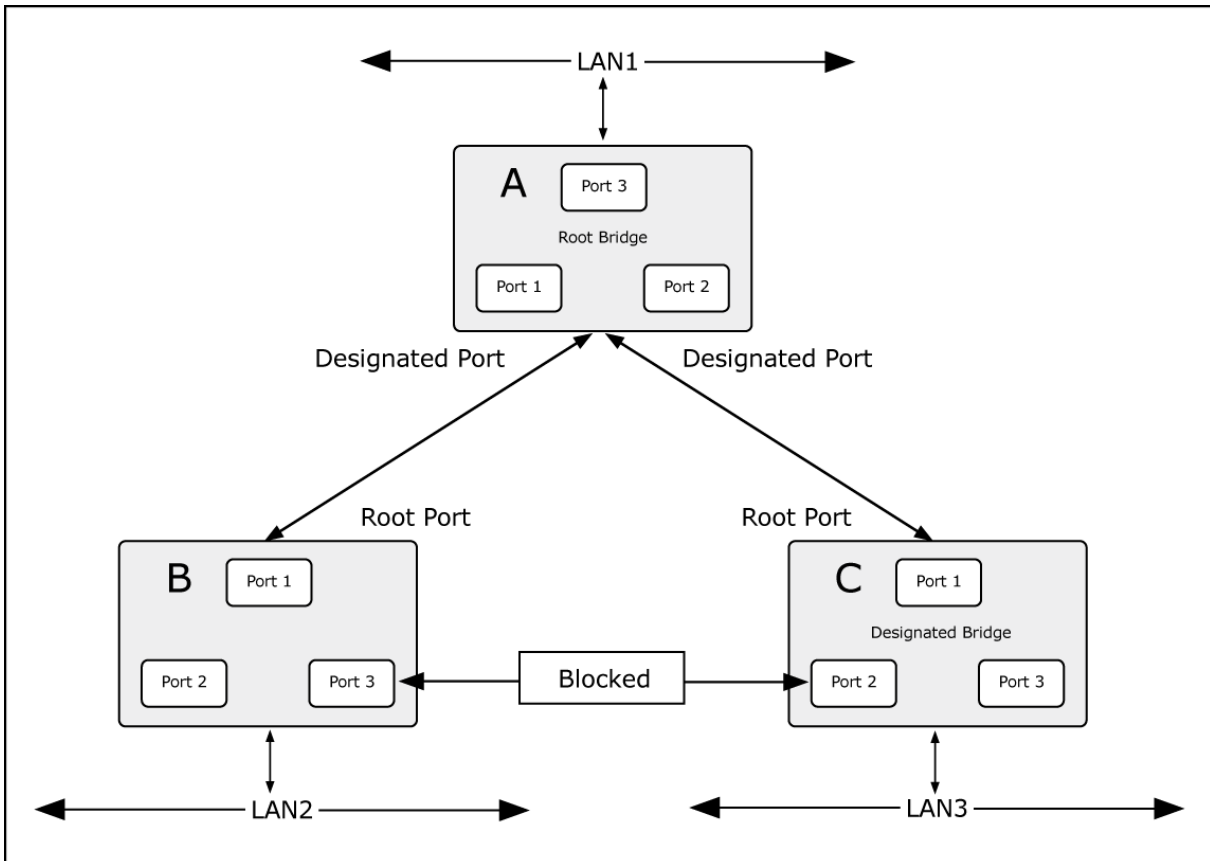 LAN1
A
Port 3
Root Bridge
Port 1
Port 2
Designated Port
Designated Port
Root Port
Root Port
B
Port 1
Port 2
Port 3
Blocked
C
Port 1
Designated Bridge
Port 2
Port 3
LAN2
LAN3